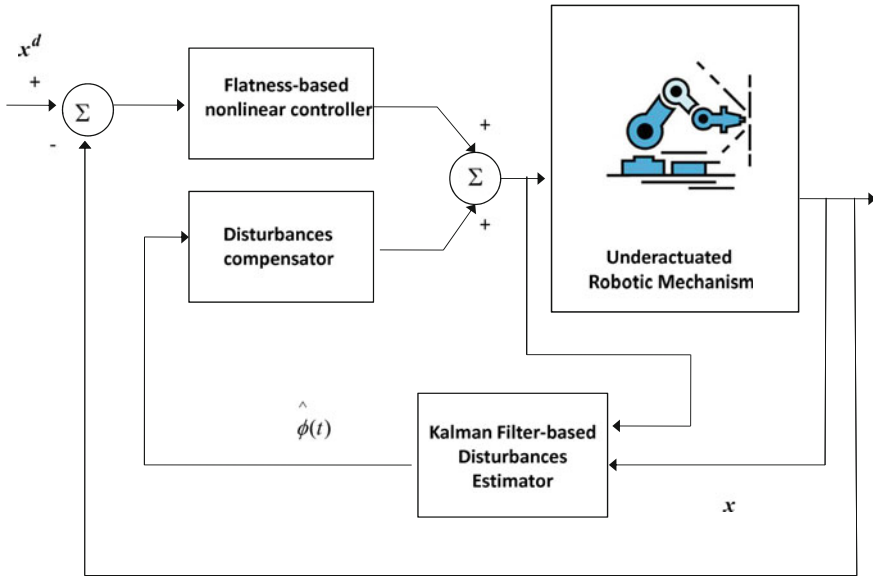 x^d
+
Σ
-
Flatness-based
nonlinear controller
+
Σ
+
Disturbances
compensator
Underactuated
Robotic Mechanism
^
ϕ(t)
Kalman Filter-based
Disturbances
Estimator
x